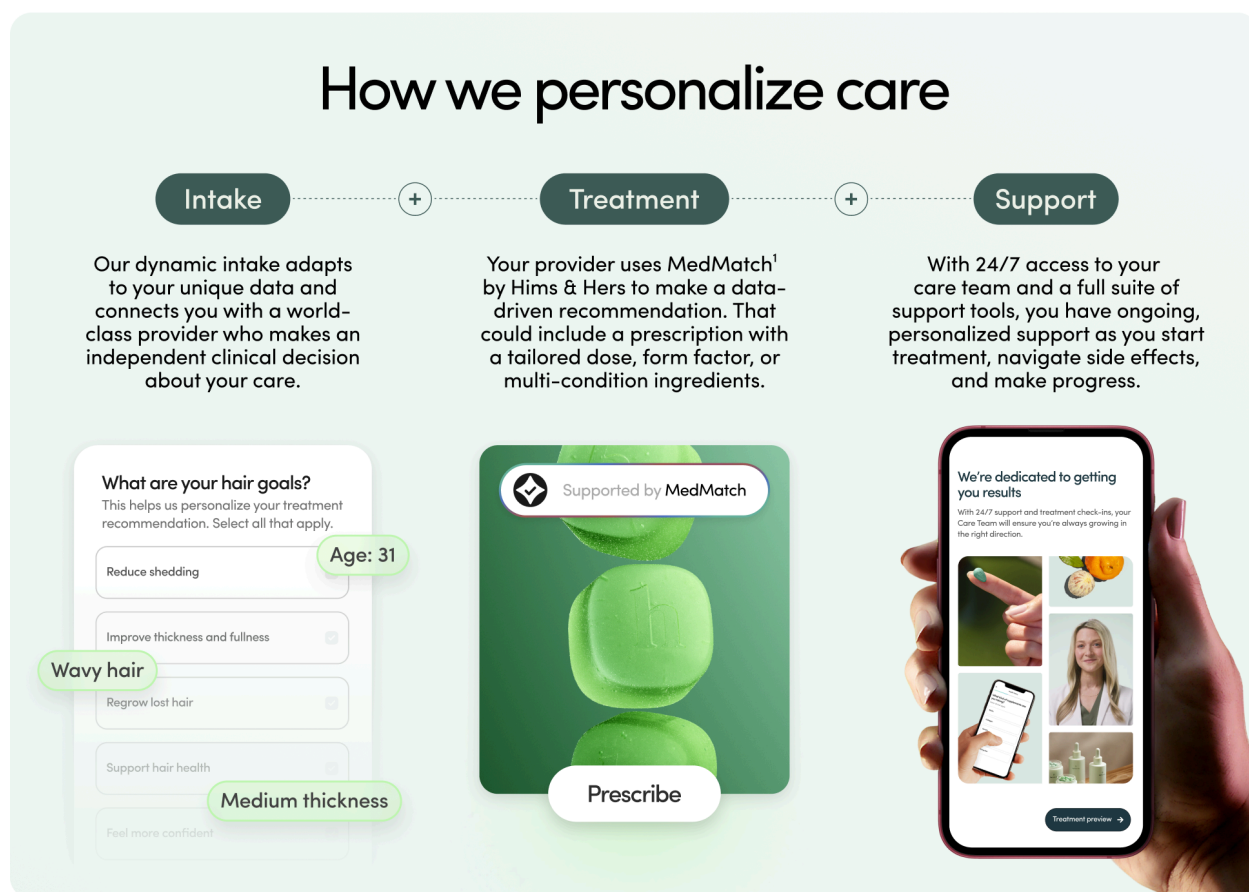 How we personalize care
Intake
+
Treatment
+
Support
Our dynamic intake adapts
to your unique data and
connects you with a world-
class provider who makes an
independent clinical decision
about your care.
Your provider uses MedMatch¹
by Hims & Hers to make a data-
driven recommendation. That
could include a prescription with
a tailored dose, form factor, or
multi-condition ingredients.
With 24/7 access to your
care team and a full suite of
support tools, you have ongoing,
personalized support as you start
treatment, navigate side effects,
and make progress.
What are your hair goals?
This helps us personalize your treatment
recommendation. Select all that apply.
Age: 31
Reduce shedding
Improve thickness and fullness
Wavy hair
Regrow lost hair
Support hair health
Medium thickness
Feel more confident
Supported by MedMatch
h
Prescribe
We're dedicated to getting
you results
With 24/7 support and treatment check-ins, your
Care Team will ensure you're always growing in
the right direction.
Treatment preview →